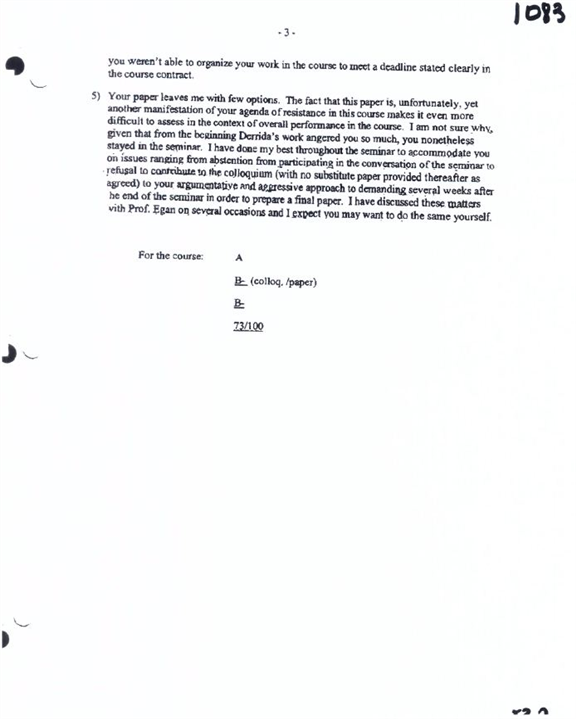 1083
- 3 -
you weren't able to organize your work in the course to meet a deadline stated clearly in
the course contract.
5) Your paper leaves me with few options. The fact that this paper is, unfortunately, yet
another manifestation of your agenda of resistance in this course makes it even more
difficult to assess in the context of overall performance in the course. I am not sure why,
given that from the beginning Derrida's work angered you so much, you nonetheless
stayed in the seminar. I have done my best throughout the seminar to accommodate you
on issues ranging from abstention from participating in the conversation of the seminar to
refusal to contribute to the colloquium (with no substitute paper provided thereafter as
agreed) to your argumentative and aggressive approach to demanding several weeks after
he end of the seminar in order to prepare a final paper. I have discussed these matters
vith Prof. Egan on several occasions and I expect you may want to do the same yourself.
For the course: A
B- (colloq. /paper)
B-
73/100